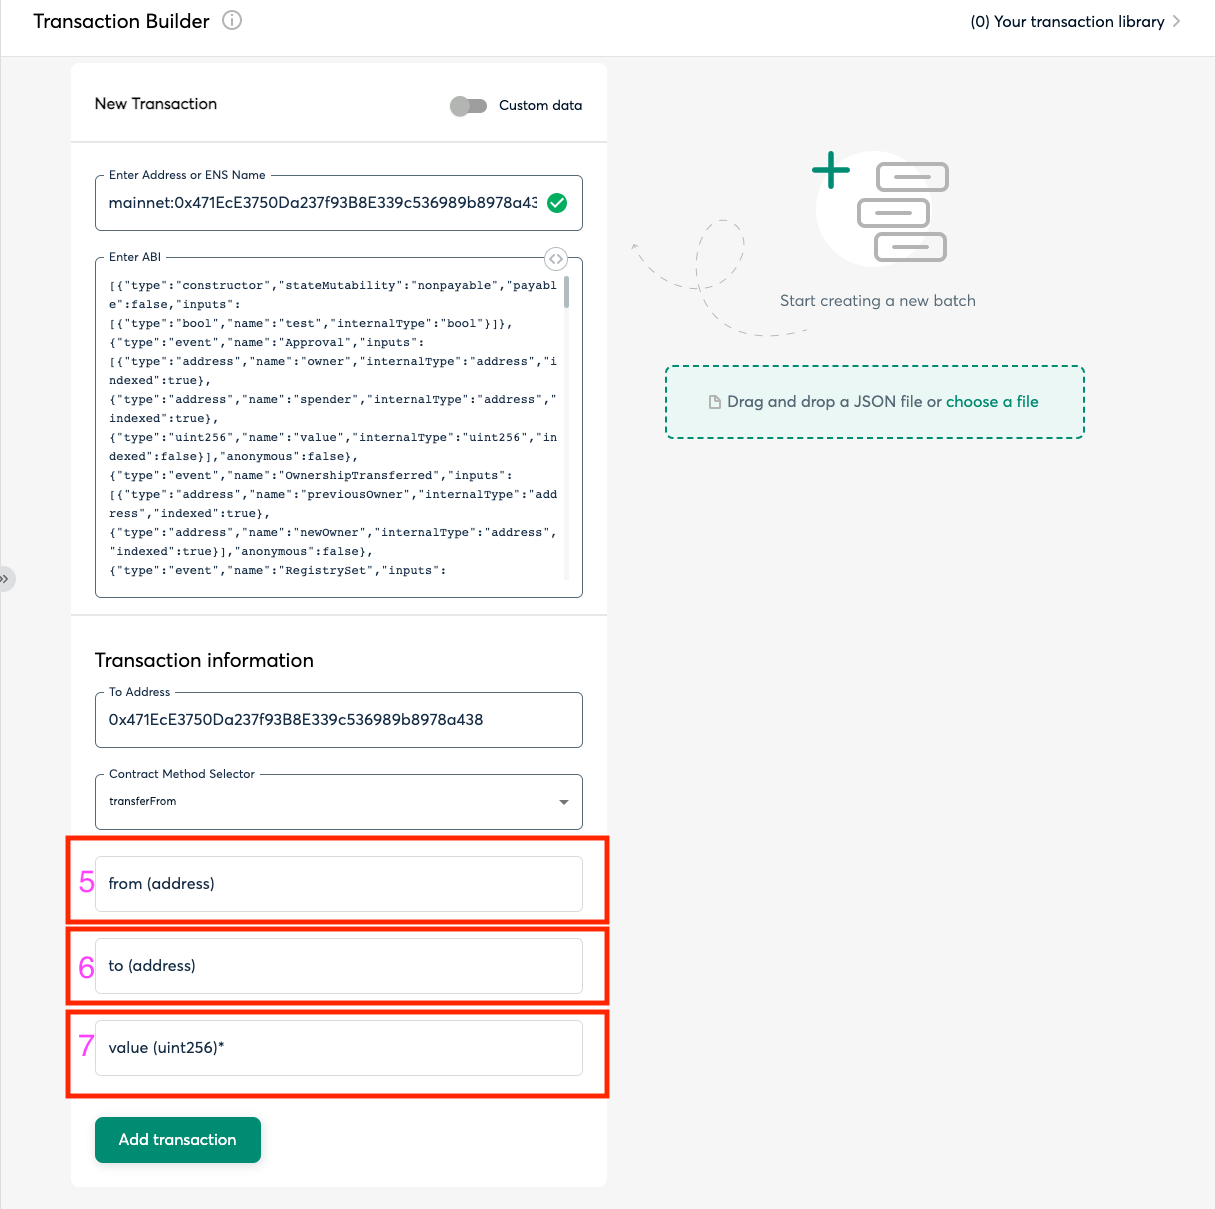 Transaction Builder
(0) Your transaction library
New Transaction
Custom data
Enter Address or ENS Name
mainnet:0x471EcE3750Da237f93B8E339c536989b8978a43
Enter ABI
[{"type":"constructor","stateMutability":"nonpayable","payabl
e":false,"inputs":
[{"type":"bool","name":"test","internalType":"bool"}]},
{"type":"event","name":"Approval","inputs":
[{"type":"address","name":"owner","internalType":"address","i
ndexed":true},
{"type":"address","name":"spender","internalType":"address","
indexed":true},
{"type":"uint256","name":"value","internalType":"uint256","in
dexed":false}],"anonymous":false},
{"type":"event","name":"OwnershipTransferred","inputs":
[{"type":"address","name":"previousOwner","internalType":"add
ress","indexed":true},
{"type":"address","name":"newOwner","internalType":"address",
"indexed":true}],"anonymous":false},
{"type":"event","name":"RegistrySet","inputs":
Start creating a new batch
Drag and drop a JSON file or choose a file
Transaction information
To Address
0x471EcE3750Da237f93B8E339c536989b8978a438
Contract Method Selector
transferFrom
5 from (address)
6 to (address)
7 value (uint256)*
Add transaction